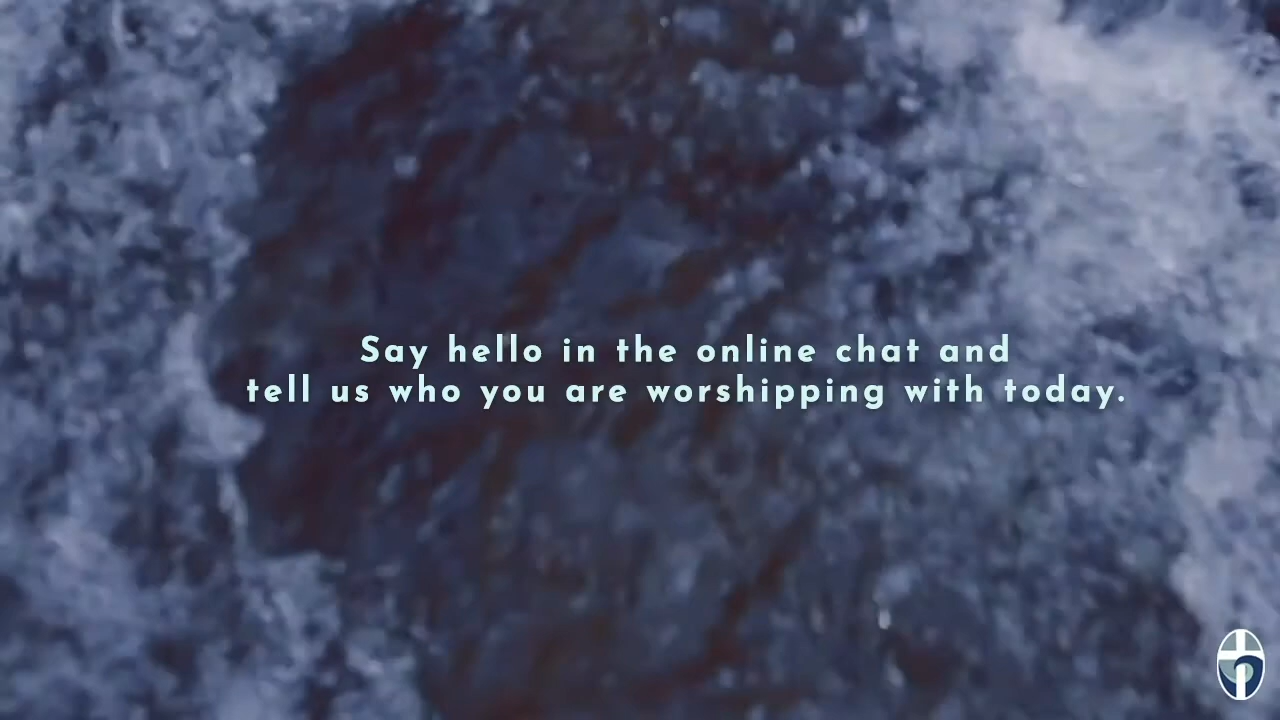 Say hello in the online chat and
tell us who you are worshipping with today.